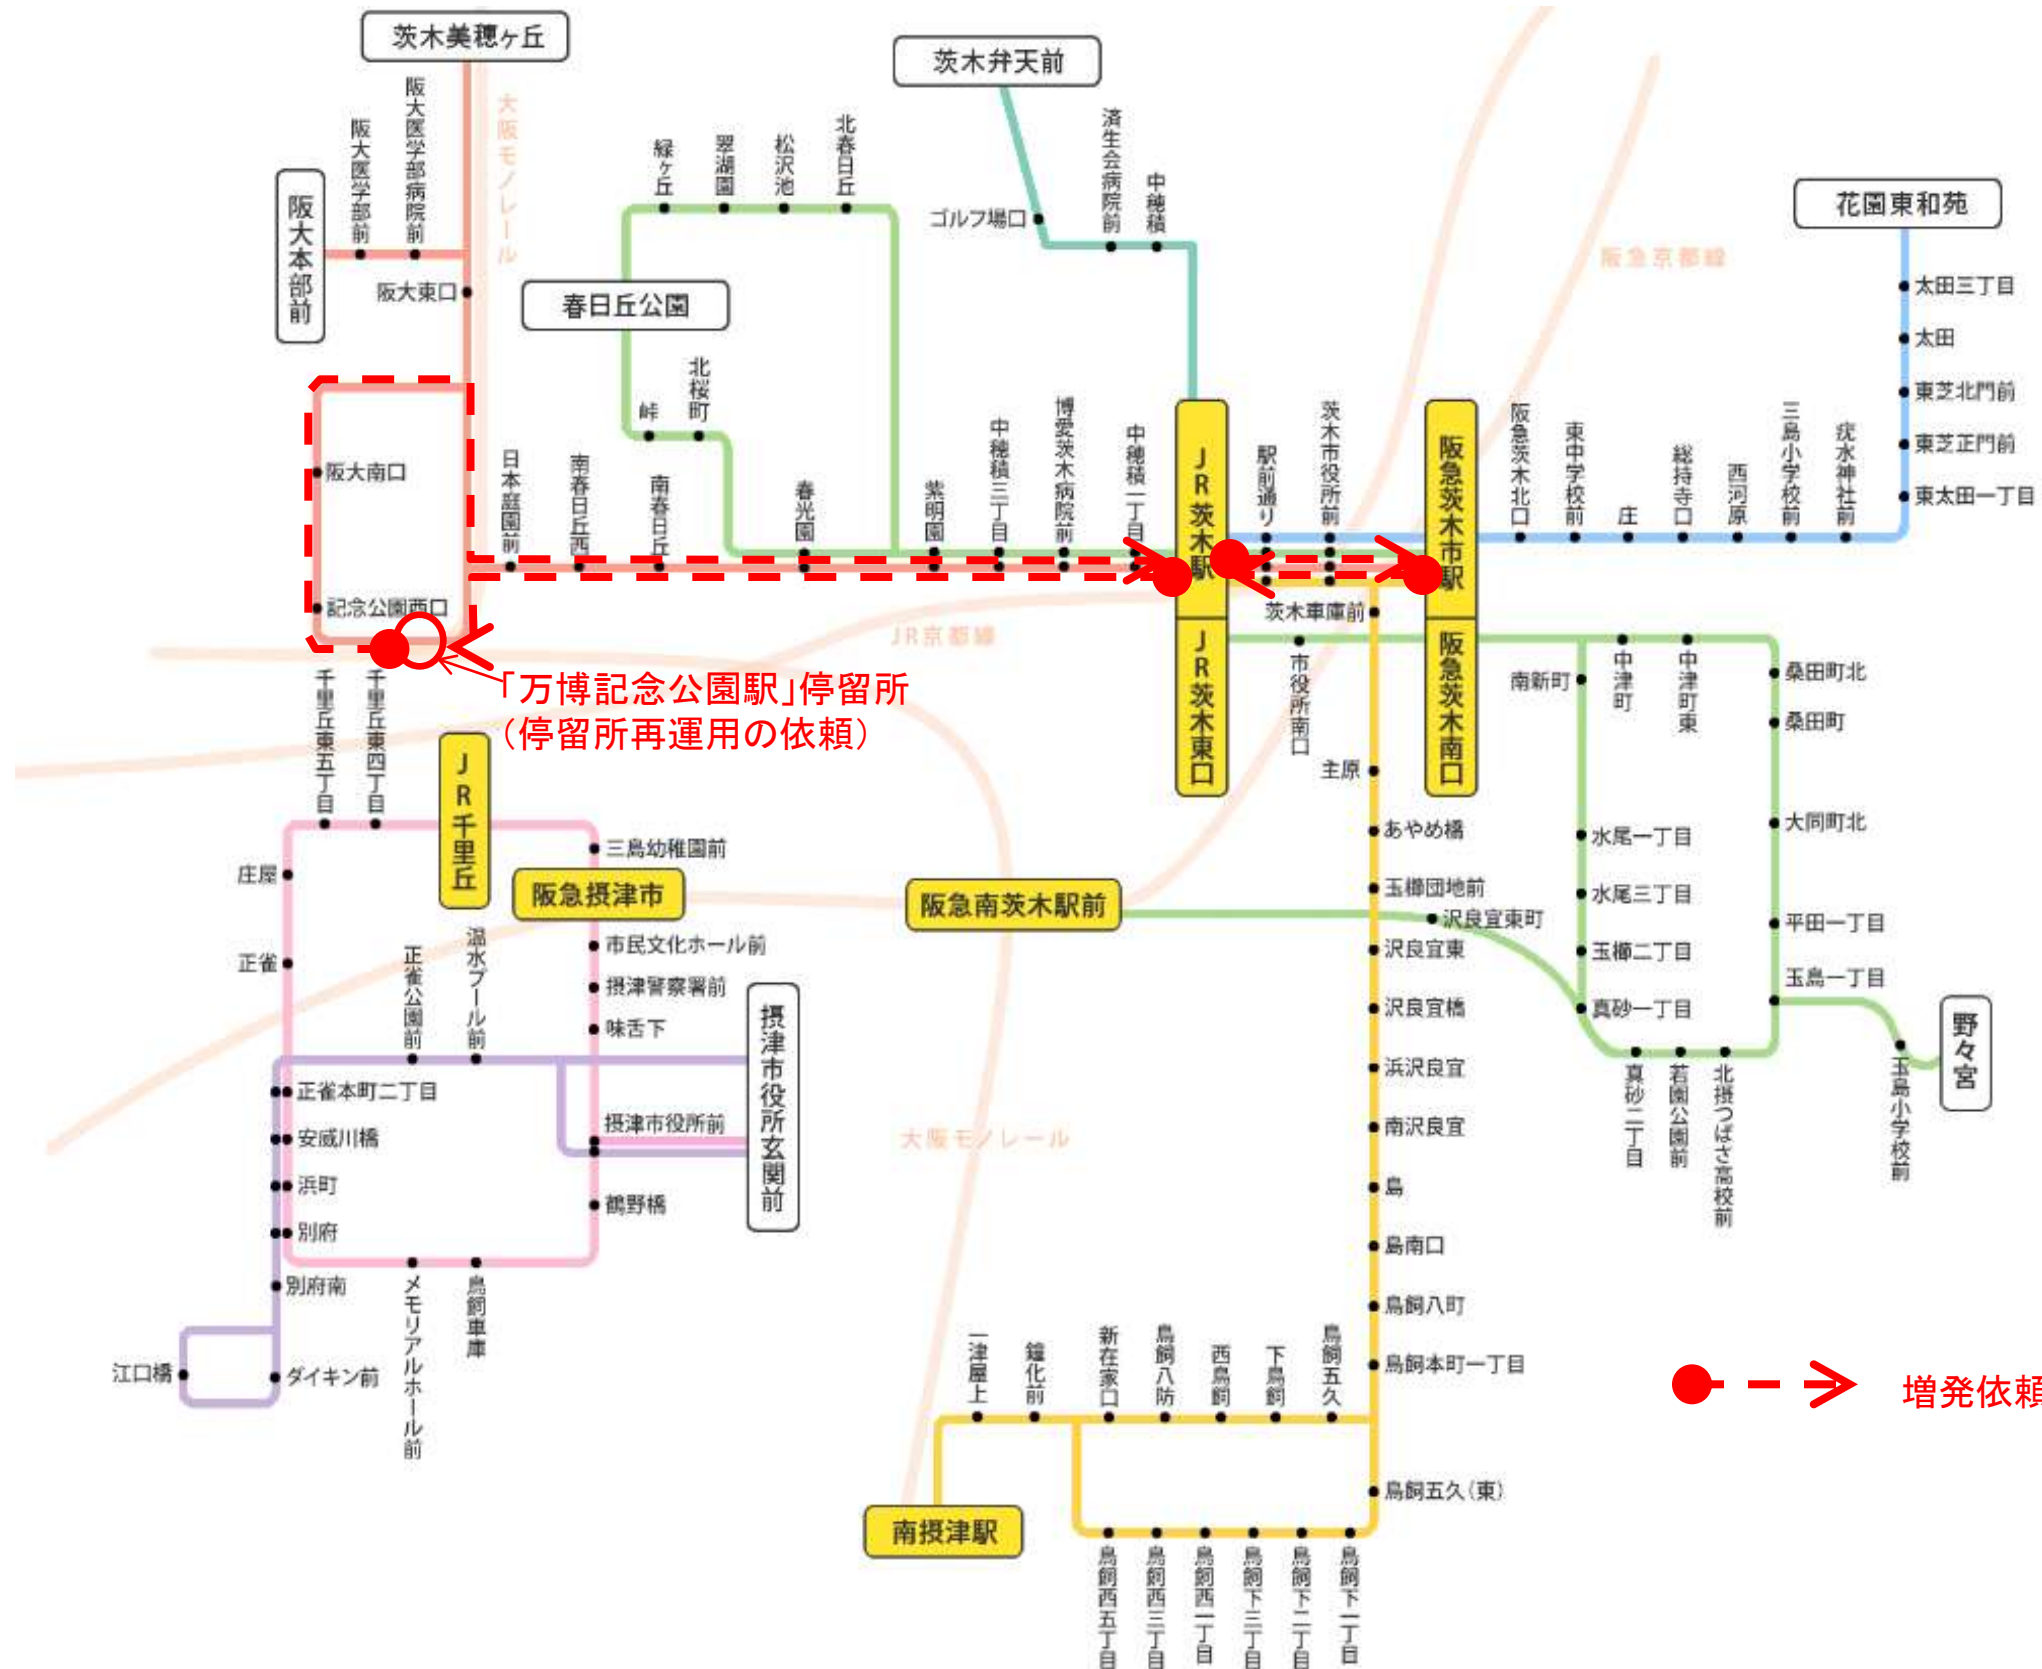 茨木美穂ヶ丘
茨木弁天前
阪大医学部前
阪大医学部病院前
大阪モノレール
阪大本部前
阪大東口
緑ヶ丘
翠湖園
松沢池
北春日丘
春日丘公園
ゴルフ場口
済生会病院前
中穂積
阪急京都線
花園東和苑
太田三丁目
太田
東芝北門前
東芝正門前
東太田一丁目
峠
北桜町
阪大南口
記念公園西口
日本庭園前
南春日丘西
南春日丘
春光園
紫明園
中穂積三丁目
博愛茨木病院前
中穂積一丁目
JR茨木駅
駅前通り
茨木市役所前
阪急茨木市駅
阪急茨木北口
東中学校前
庄
総持寺口
西河原
三島小学校前
疣水神社前
茨木車庫前
JR京都線
JR茨木東口
市役所南口
阪急茨木南口
南新町
中津町
中津町東
桑田町北
桑田町
「万博記念公園駅」停留所
（停留所再運用の依頼）
千里丘東五丁目
千里丘東四丁目
JR千里丘
主原
あやめ橋
水尾一丁目
大同町北
三島幼稚園前
庄屋
阪急摂津市
阪急南茨木駅前
玉櫛団地前
沢良宜東町
水尾三丁目
平田一丁目
正雀
正雀公園前
温水プール前
市民文化ホール前
摂津警察署前
味舌下
沢良宜東
玉櫛二丁目
玉島一丁目
沢良宜橋
真砂一丁目
野々宮
摂津市役所玄関前
浜沢良宜
真砂二丁目
若園公園前
北摂つばさ高校前
玉島小学校前
正雀本町二丁目
摂津市役所前
安威川橋
大阪モノレール
南沢良宜
浜町
島
鶴野橋
別府
島南口
別府南
メモリアルホール前
鳥飼車庫
鳥飼八町
江口橋
ダイキン前
一津屋上
鐘化前
新在家口
鳥飼八防
西鳥飼
下鳥飼
鳥飼五久
鳥飼本町一丁目
増発依頼
鳥飼五久（東）
南摂津駅
鳥飼西五丁目
鳥飼西三丁目
鳥飼西一丁目
鳥飼下三丁目
鳥飼下二丁目
鳥飼下一丁目